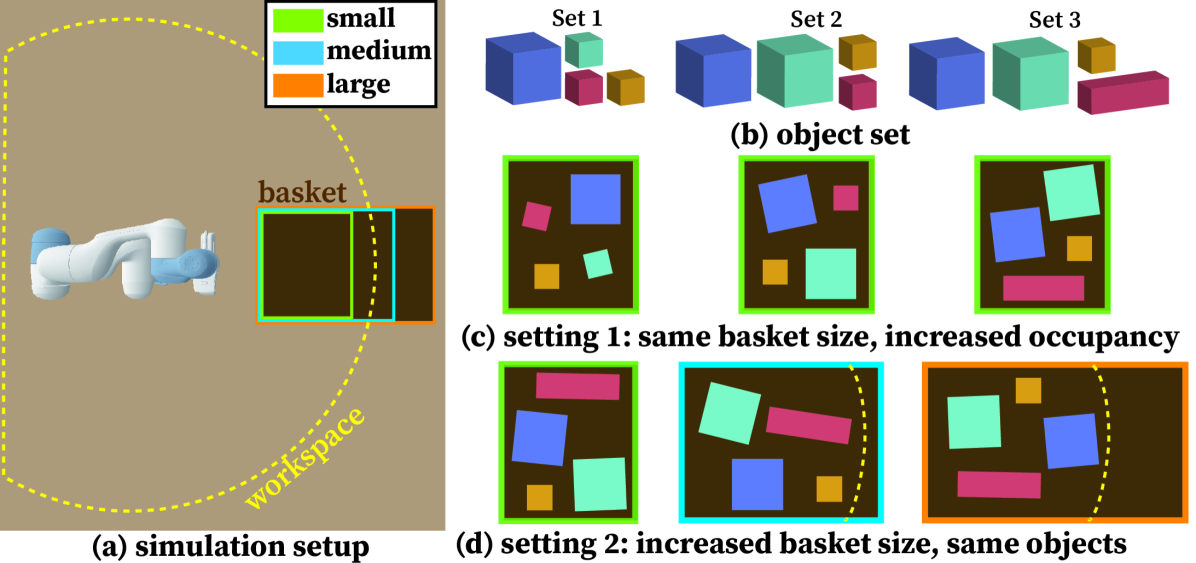 small
medium
large
basket
workspace
(a) simulation setup
Set 1
Set 2
Set 3
(b) object set
(c) setting 1: same basket size, increased occupancy
(d) setting 2: increased basket size, same objects